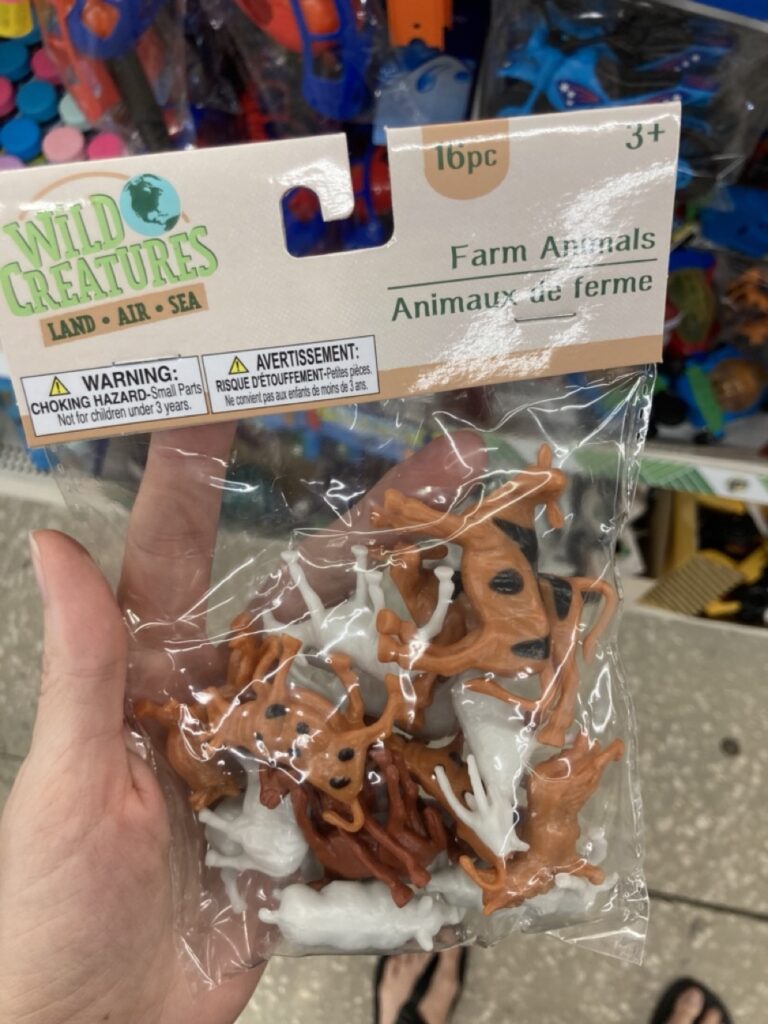 WILD
CREATURES
LAND • AIR • SEA
16pc
3+
Farm Animals
Animaux de ferme
WARNING:
CHOKING HAZARD-Small Parts
Not for children under 3 years.
AVERTISSEMENT:
RISQUE D'ÉTOUFFEMENT-Petites pièces.
Ne convient pas aux enfants de moins de 3 ans.